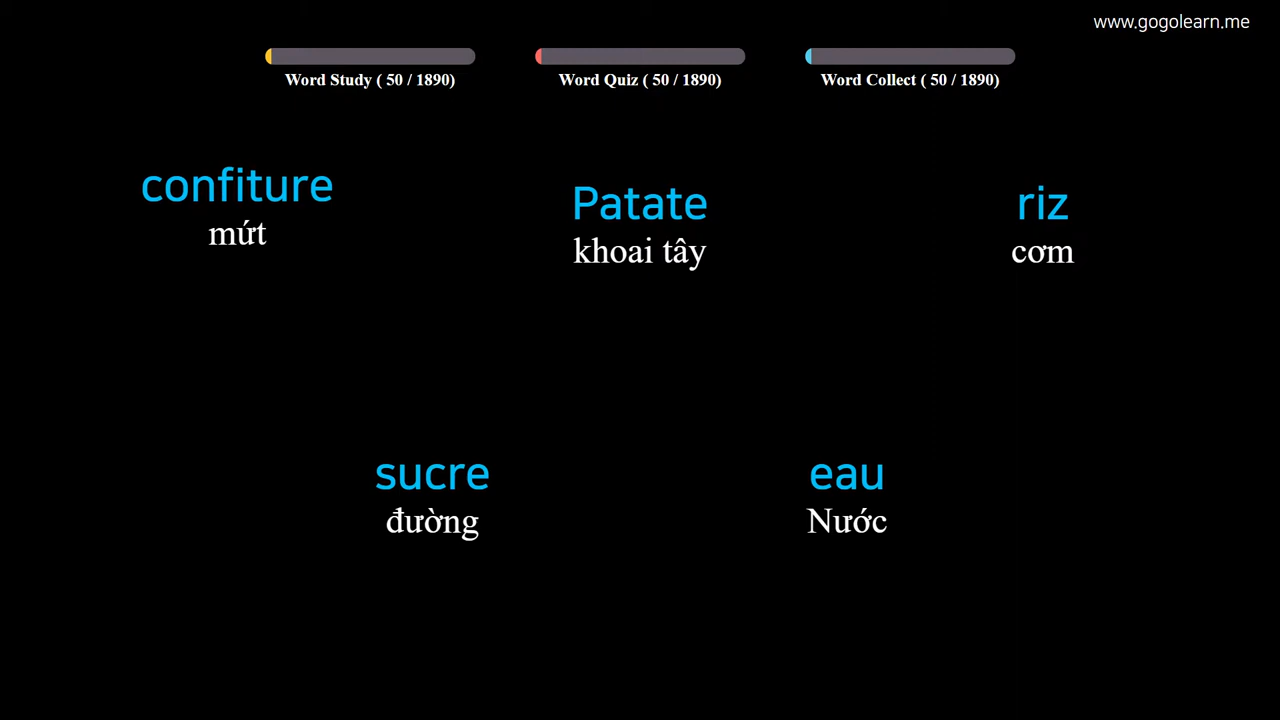 www.gogolearn.me
Word Study ( 50 / 1890)
Word Quiz ( 50 / 1890)
Word Collect ( 50 / 1890)
confiture
mứt
Patate
khoai tây
riz
cơm
sucre
đường
eau
Nước